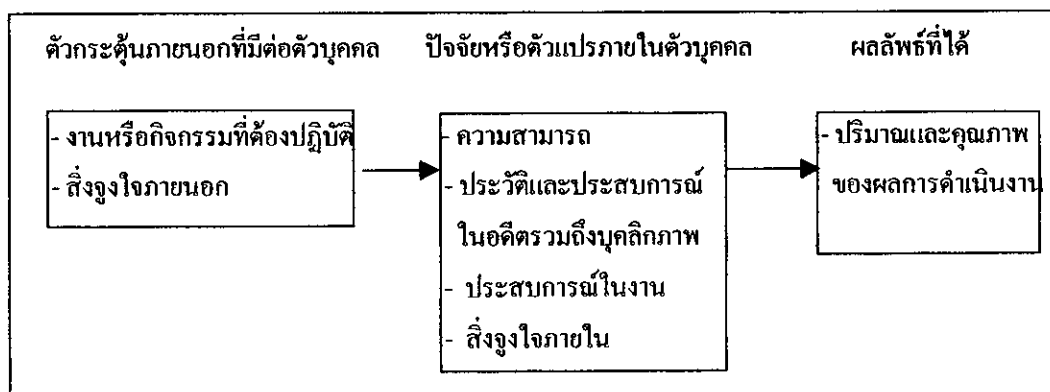 ตัวกระตุ้นภายนอกที่มีต่อตัวบุคคล
- งานหรือกิจกรรมที่ต้องปฏิบัติ
- สิ่งจูงใจภายนอก
ปัจจัยหรือตัวแปรภายในตัวบุคคล
- ความสามารถ
- ประวัติและประสบการณ์
ในอดีตรวมถึงบุคลิกภาพ
- ประสบการณ์ในงาน
- สิ่งจูงใจภายใน
ผลลัพธ์ที่ได้
- ปริมาณและคุณภาพ
ของผลการดำเนินงาน